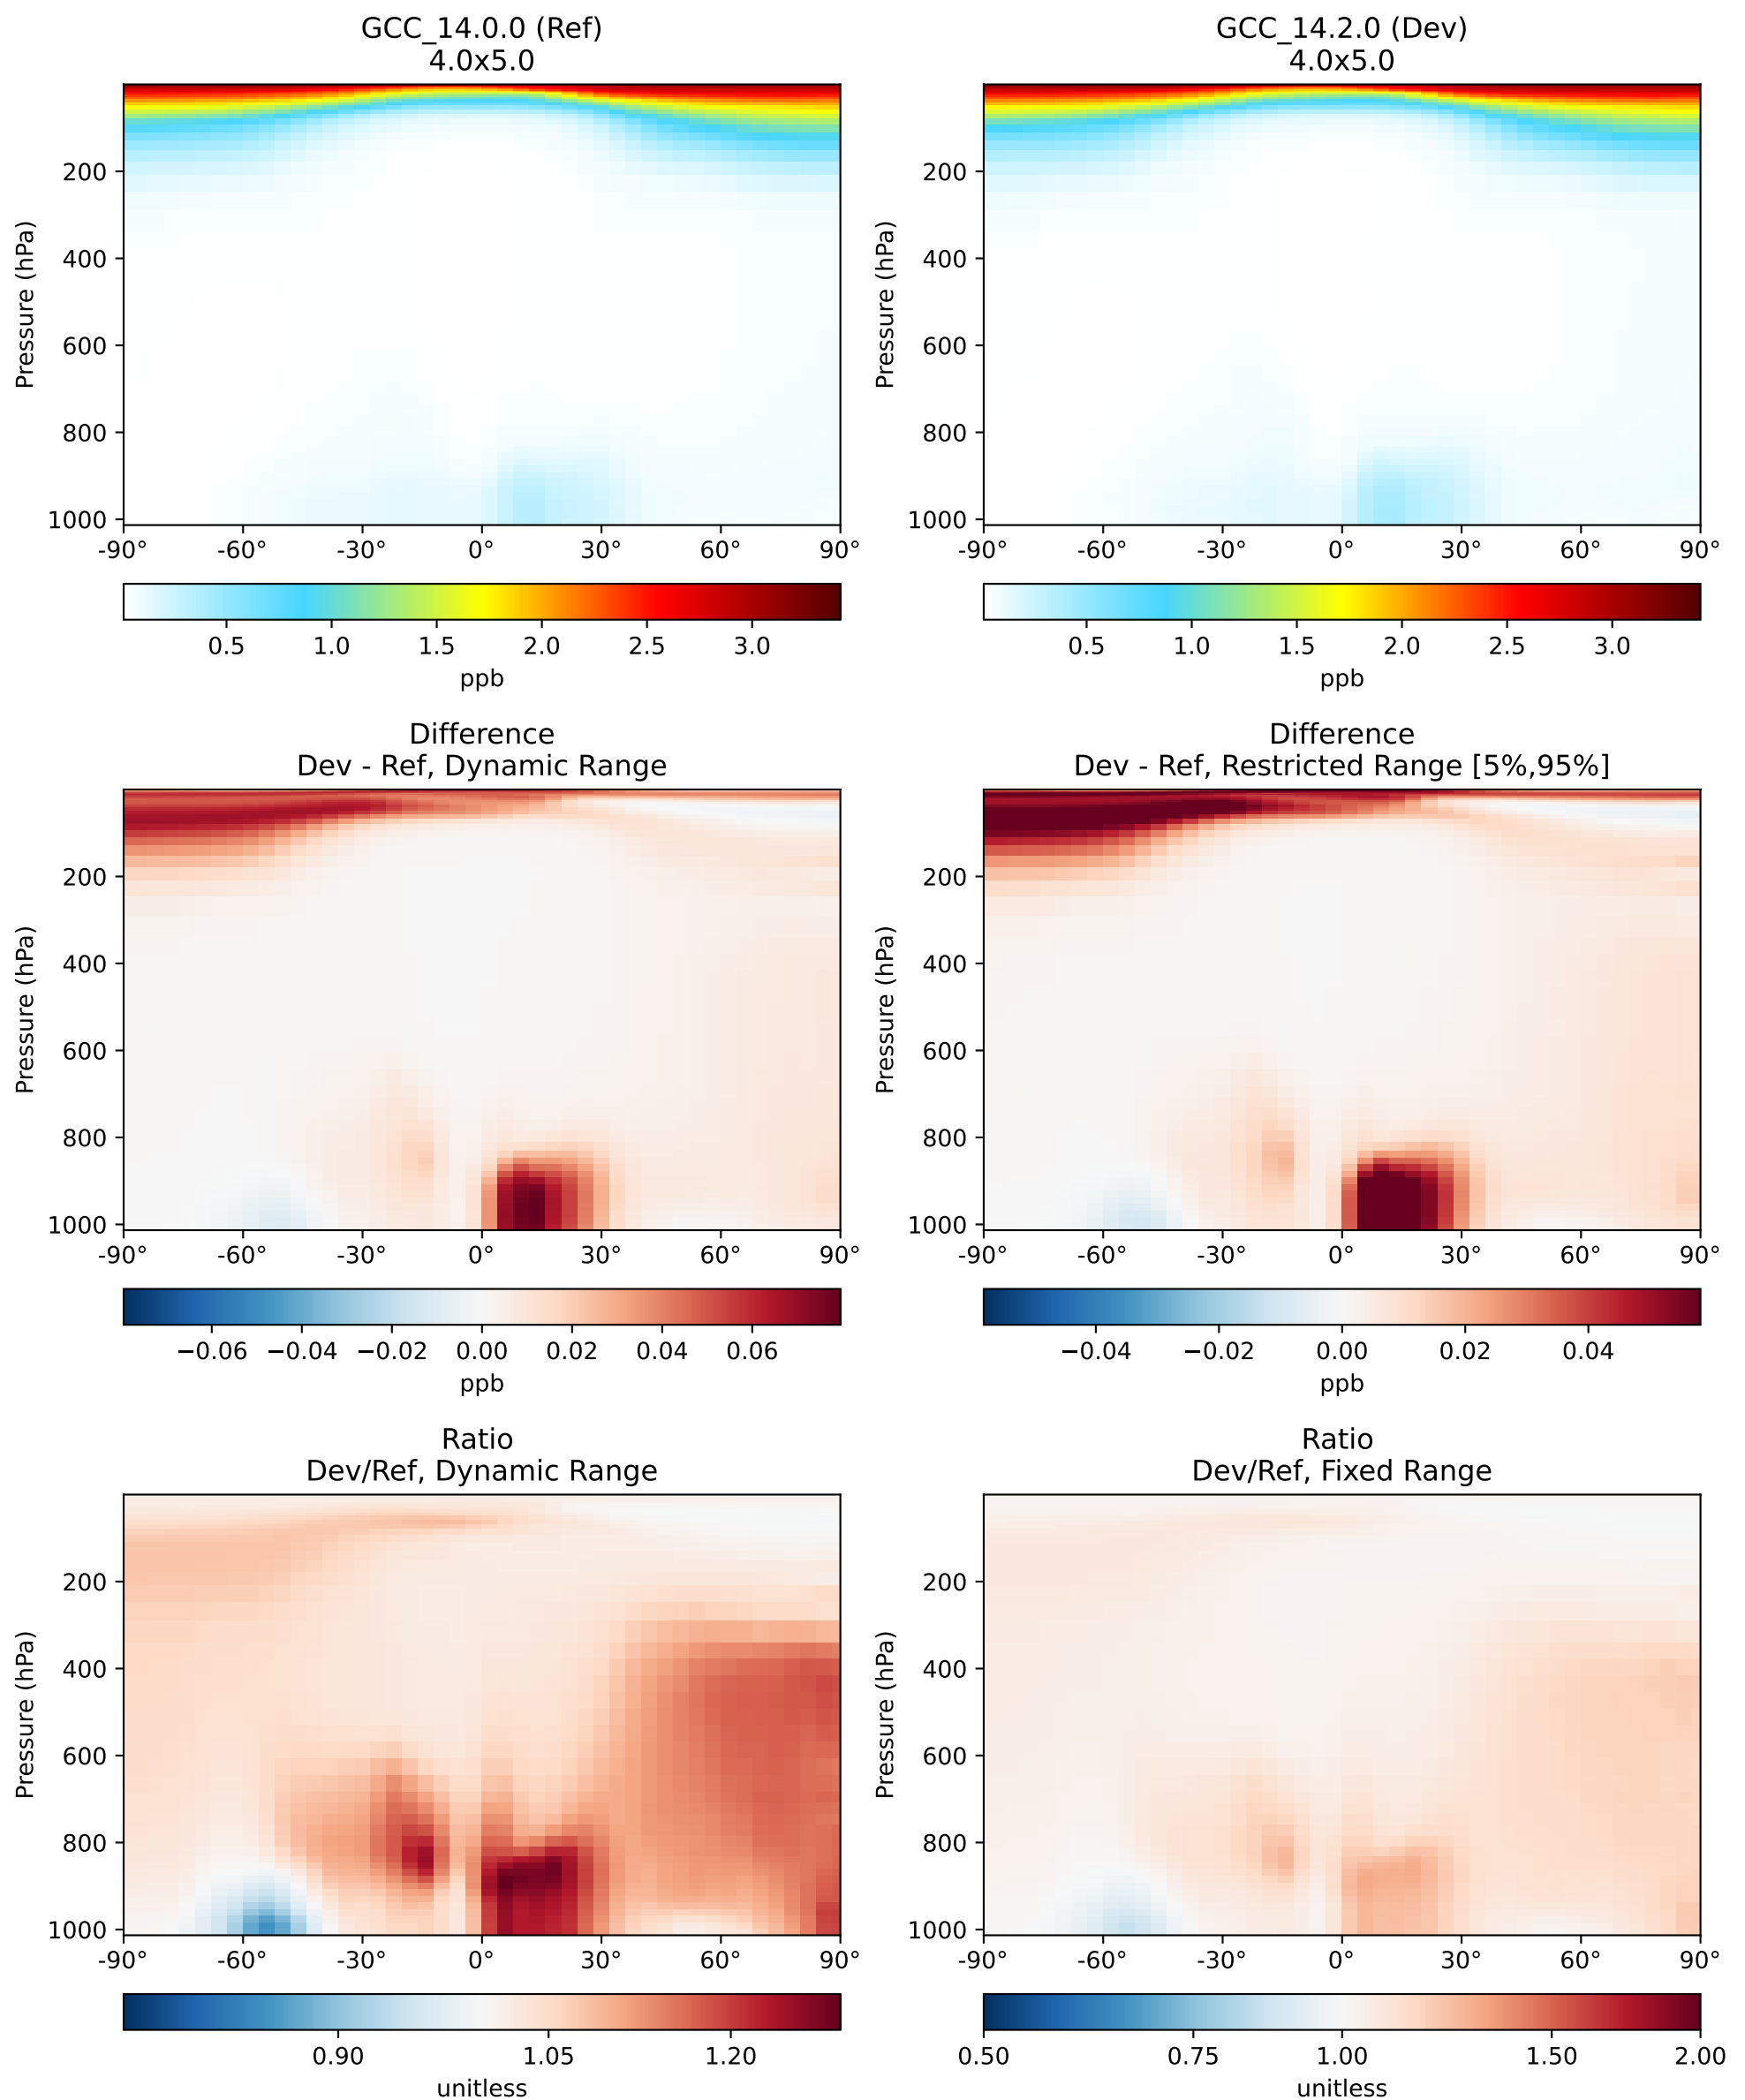 GCC_14.0.0 (Ref)
4.0x5.0
Pressure (hPa)
200
400
600
800
1000
-90° -60° -30° 0° 30° 60° 90°
0.5 1.0 1.5 2.0 2.5 3.0
ppb
GCC_14.2.0 (Dev)
4.0x5.0
Pressure (hPa)
200
400
600
800
1000
-90° -60° -30° 0° 30° 60° 90°
0.5 1.0 1.5 2.0 2.5 3.0
ppb
Difference
Dev - Ref, Dynamic Range
Pressure (hPa)
200
400
600
800
1000
-90° -60° -30° 0° 30° 60° 90°
−0.06 −0.04 −0.02 0.00 0.02 0.04 0.06
ppb
Difference
Dev - Ref, Restricted Range [5%,95%]
Pressure (hPa)
200
400
600
800
1000
-90° -60° -30° 0° 30° 60° 90°
−0.04 −0.02 0.00 0.02 0.04
ppb
Ratio
Dev/Ref, Dynamic Range
Pressure (hPa)
200
400
600
800
1000
-90° -60° -30° 0° 30° 60° 90°
0.90 1.05 1.20
unitless
Ratio
Dev/Ref, Fixed Range
Pressure (hPa)
200
400
600
800
1000
-90° -60° -30° 0° 30° 60° 90°
0.50 0.75 1.00 1.50 2.00
unitless